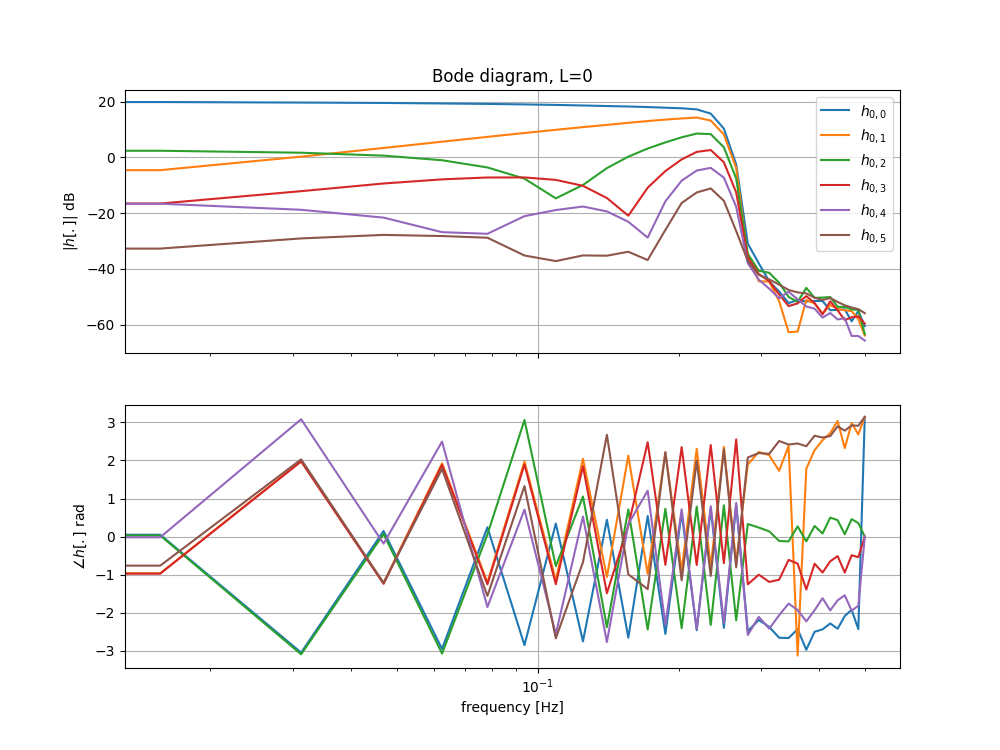 Bode diagram, L=0
20
0
−20
−40
−60
|h[.]| dB
h0,0
h0,1
h0,2
h0,3
h0,4
h0,5
3
2
1
0
−1
−2
−3
∠h[.] rad
10−1
frequency [Hz]